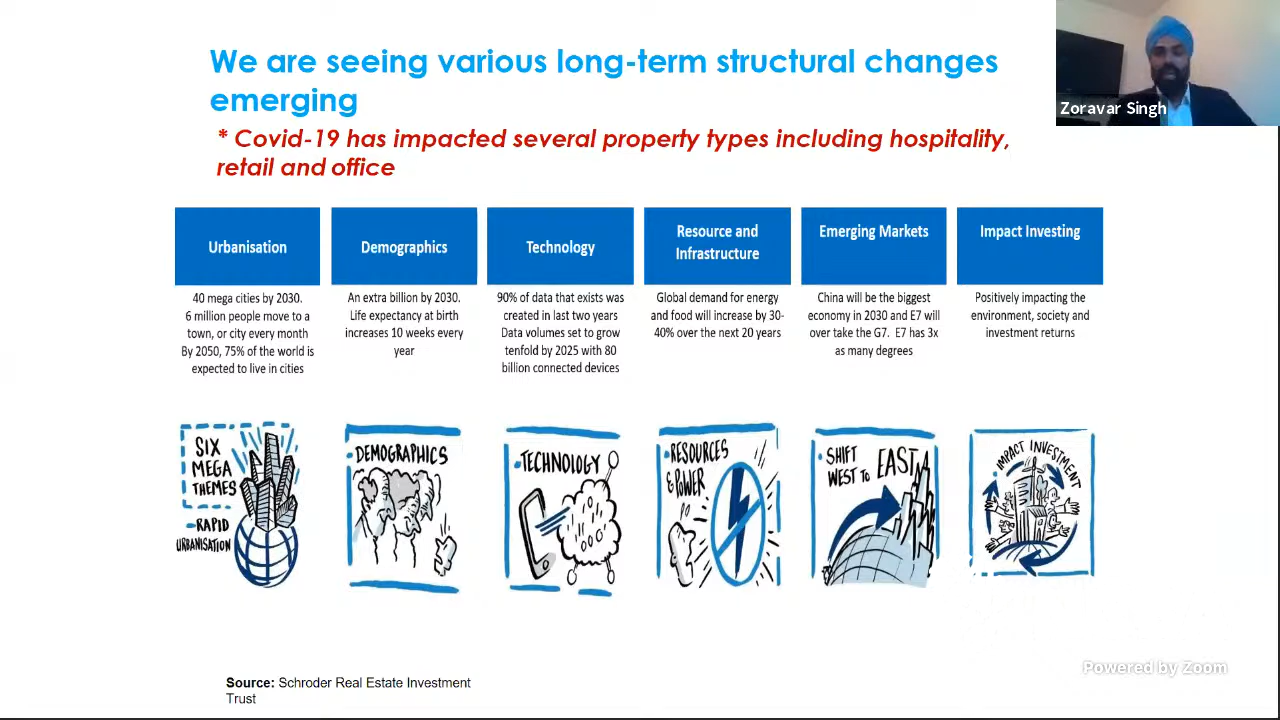 We are seeing various long-term structural changes
emerging
* Covid-19 has impacted several property types including hospitality,
retail and office
Zoravar Singh
Urbanisation
40 mega cities by 2030.
6 million people move to a
town, or city every month
By 2050, 75% of the world is
expected to live in cities
Demographics
An extra billion by 2030.
Life expectancy at birth
increases 10 weeks every
year
Technology
90% of data that exists was
created in last two years
Data volumes set to grow
tenfold by 2025 with 80
billion connected devices
Resource and
Infrastructure
Global demand for energy
and food will increase by 30-
40% over the next 20 years
Emerging Markets
China will be the biggest
economy in 2030 and E7 will
over take the G7. E7 has 3x
as many degrees
Impact Investing
Positively impacting the
environment, society and
investment returns
SIX
MEGA
THEMES
RAPID
URBANISATION
DEMOGRAPHICS
TECHNOLOGY
RESOURCES
& POWER
SHIFT
WEST TO EAST
IMPACT INVESTMENT
Powered by Zoom
Source: Schroder Real Estate Investment
Trust